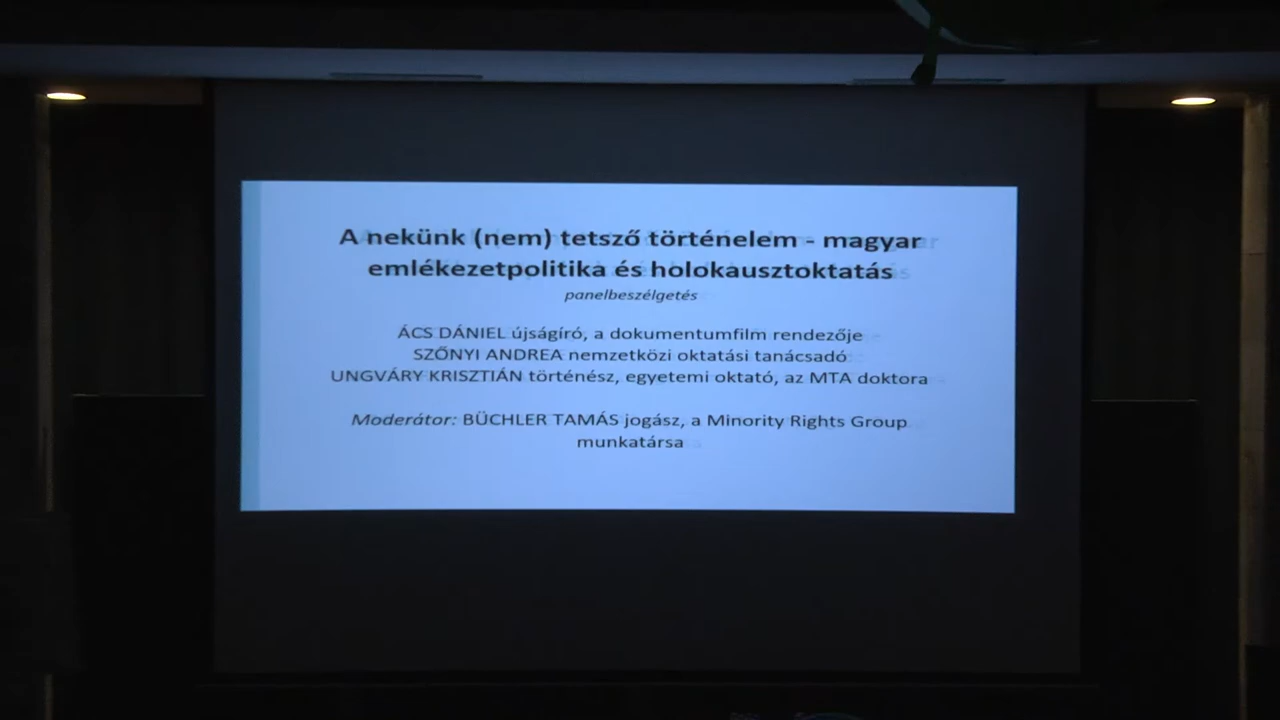 A nekünk (nem) tetsző történelem - magyar
emlékezetpolitika és holokausztoktatás
panelbeszélgetés
ÁCS DÁNIEL újságíró, a dokumentumfilm rendezője
SZŐNYI ANDREA nemzetközi oktatási tanácsadó
UNGVÁRY KRISZTIÁN történész, egyetemi oktató, az MTA doktora
Moderátor: BÜCHLER TAMÁS jogász, a Minority Rights Group
munkatársa